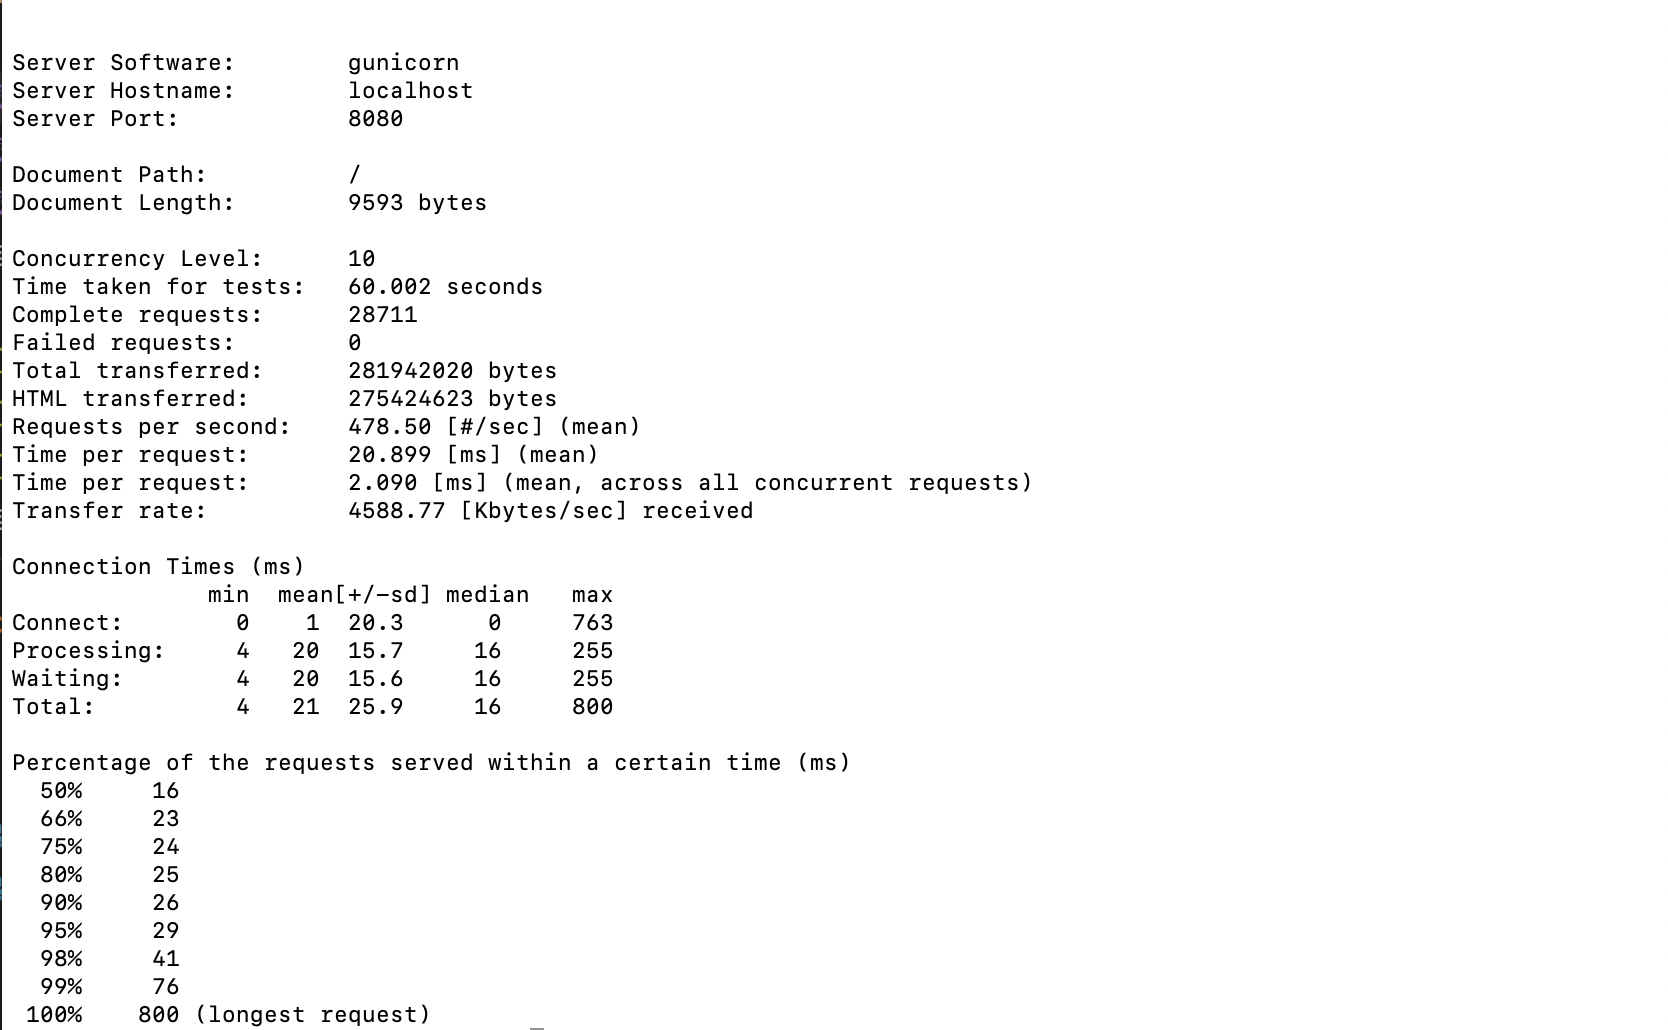 Server Software:        gunicorn
Server Hostname:        localhost
Server Port:            8080

Document Path:          /
Document Length:        9593 bytes

Concurrency Level:      10
Time taken for tests:   60.002 seconds
Complete requests:      28711
Failed requests:        0
Total transferred:      281942020 bytes
HTML transferred:       275424623 bytes
Requests per second:    478.50 [#/sec] (mean)
Time per request:       20.899 [ms] (mean)
Time per request:       2.090 [ms] (mean, across all concurrent requests)
Transfer rate:          4588.77 [Kbytes/sec] received

Connection Times (ms)
              min  mean[+/-sd] median   max
Connect:        0    1  20.3      0     763
Processing:     4   20  15.7     16     255
Waiting:        4   20  15.6     16     255
Total:          4   21  25.9     16     800

Percentage of the requests served within a certain time (ms)
  50%     16
  66%     23
  75%     24
  80%     25
  90%     26
  95%     29
  98%     41
  99%     76
 100%    800 (longest request)